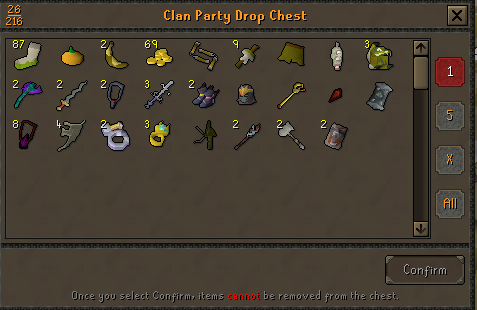 26
216
Clan Party Drop Chest
87 2 69 9 3
2 2 3 2
8 4 2 3 2 2 2
1
5
X
All
Confirm
Once you select Confirm, items cannot be removed from the chest.